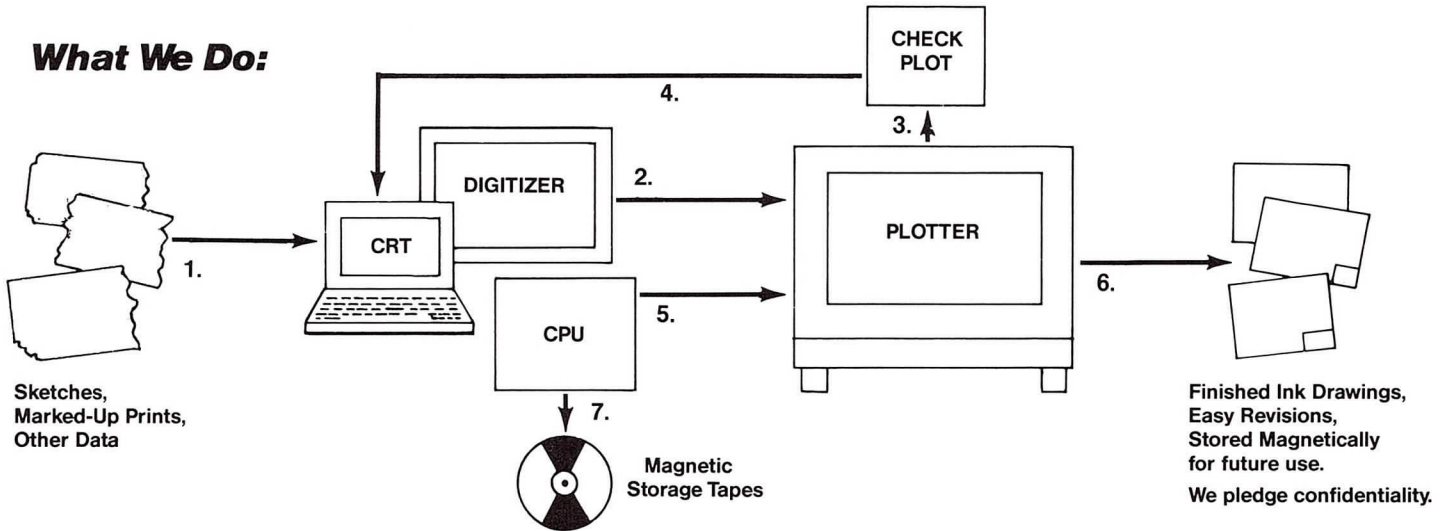 What We Do:
CHECK
PLOT
4.
3.
DIGITIZER
2.
CRT
PLOTTER
1.
6.
5.
CPU
7.
Sketches,
Marked-Up Prints,
Other Data
Magnetic
Storage Tapes
Finished Ink Drawings,
Easy Revisions,
Stored Magnetically
for future use.
We pledge confidentiality.